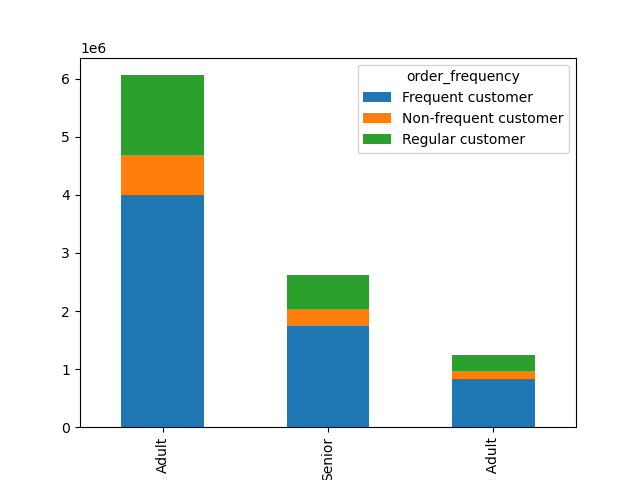 1e6
6
5
4
3
2
1
0
order_frequency
Frequent customer
Non-frequent customer
Regular customer
Adult
Senior
Adult